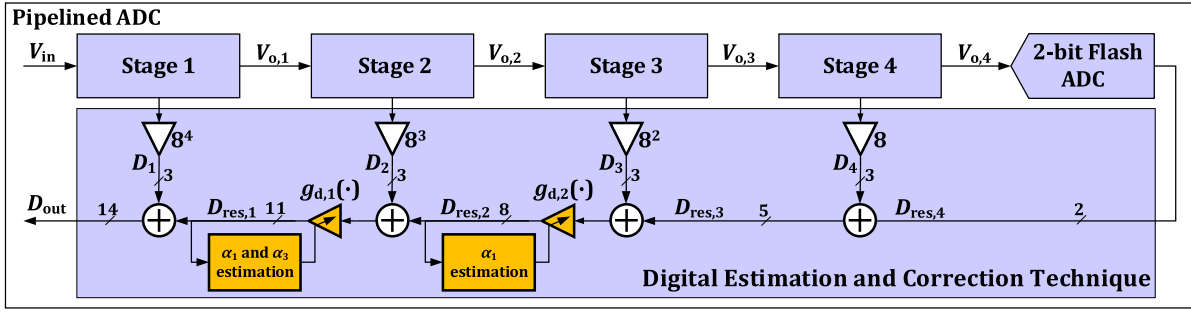 Pipelined ADC
V_in
Stage 1
V_o,1
Stage 2
V_o,2
Stage 3
V_o,3
Stage 4
V_o,4
2-bit Flash
ADC
8^4
8^3
8^2
8
D_1
3
D_2
3
D_3
3
D_4
3
g_d,1(·)
g_d,2(·)
D_out
14
D_res,1
11
D_res,2
8
D_res,3
5
D_res,4
2
α_1 and α_3
estimation
α_1
estimation
Digital Estimation and Correction Technique